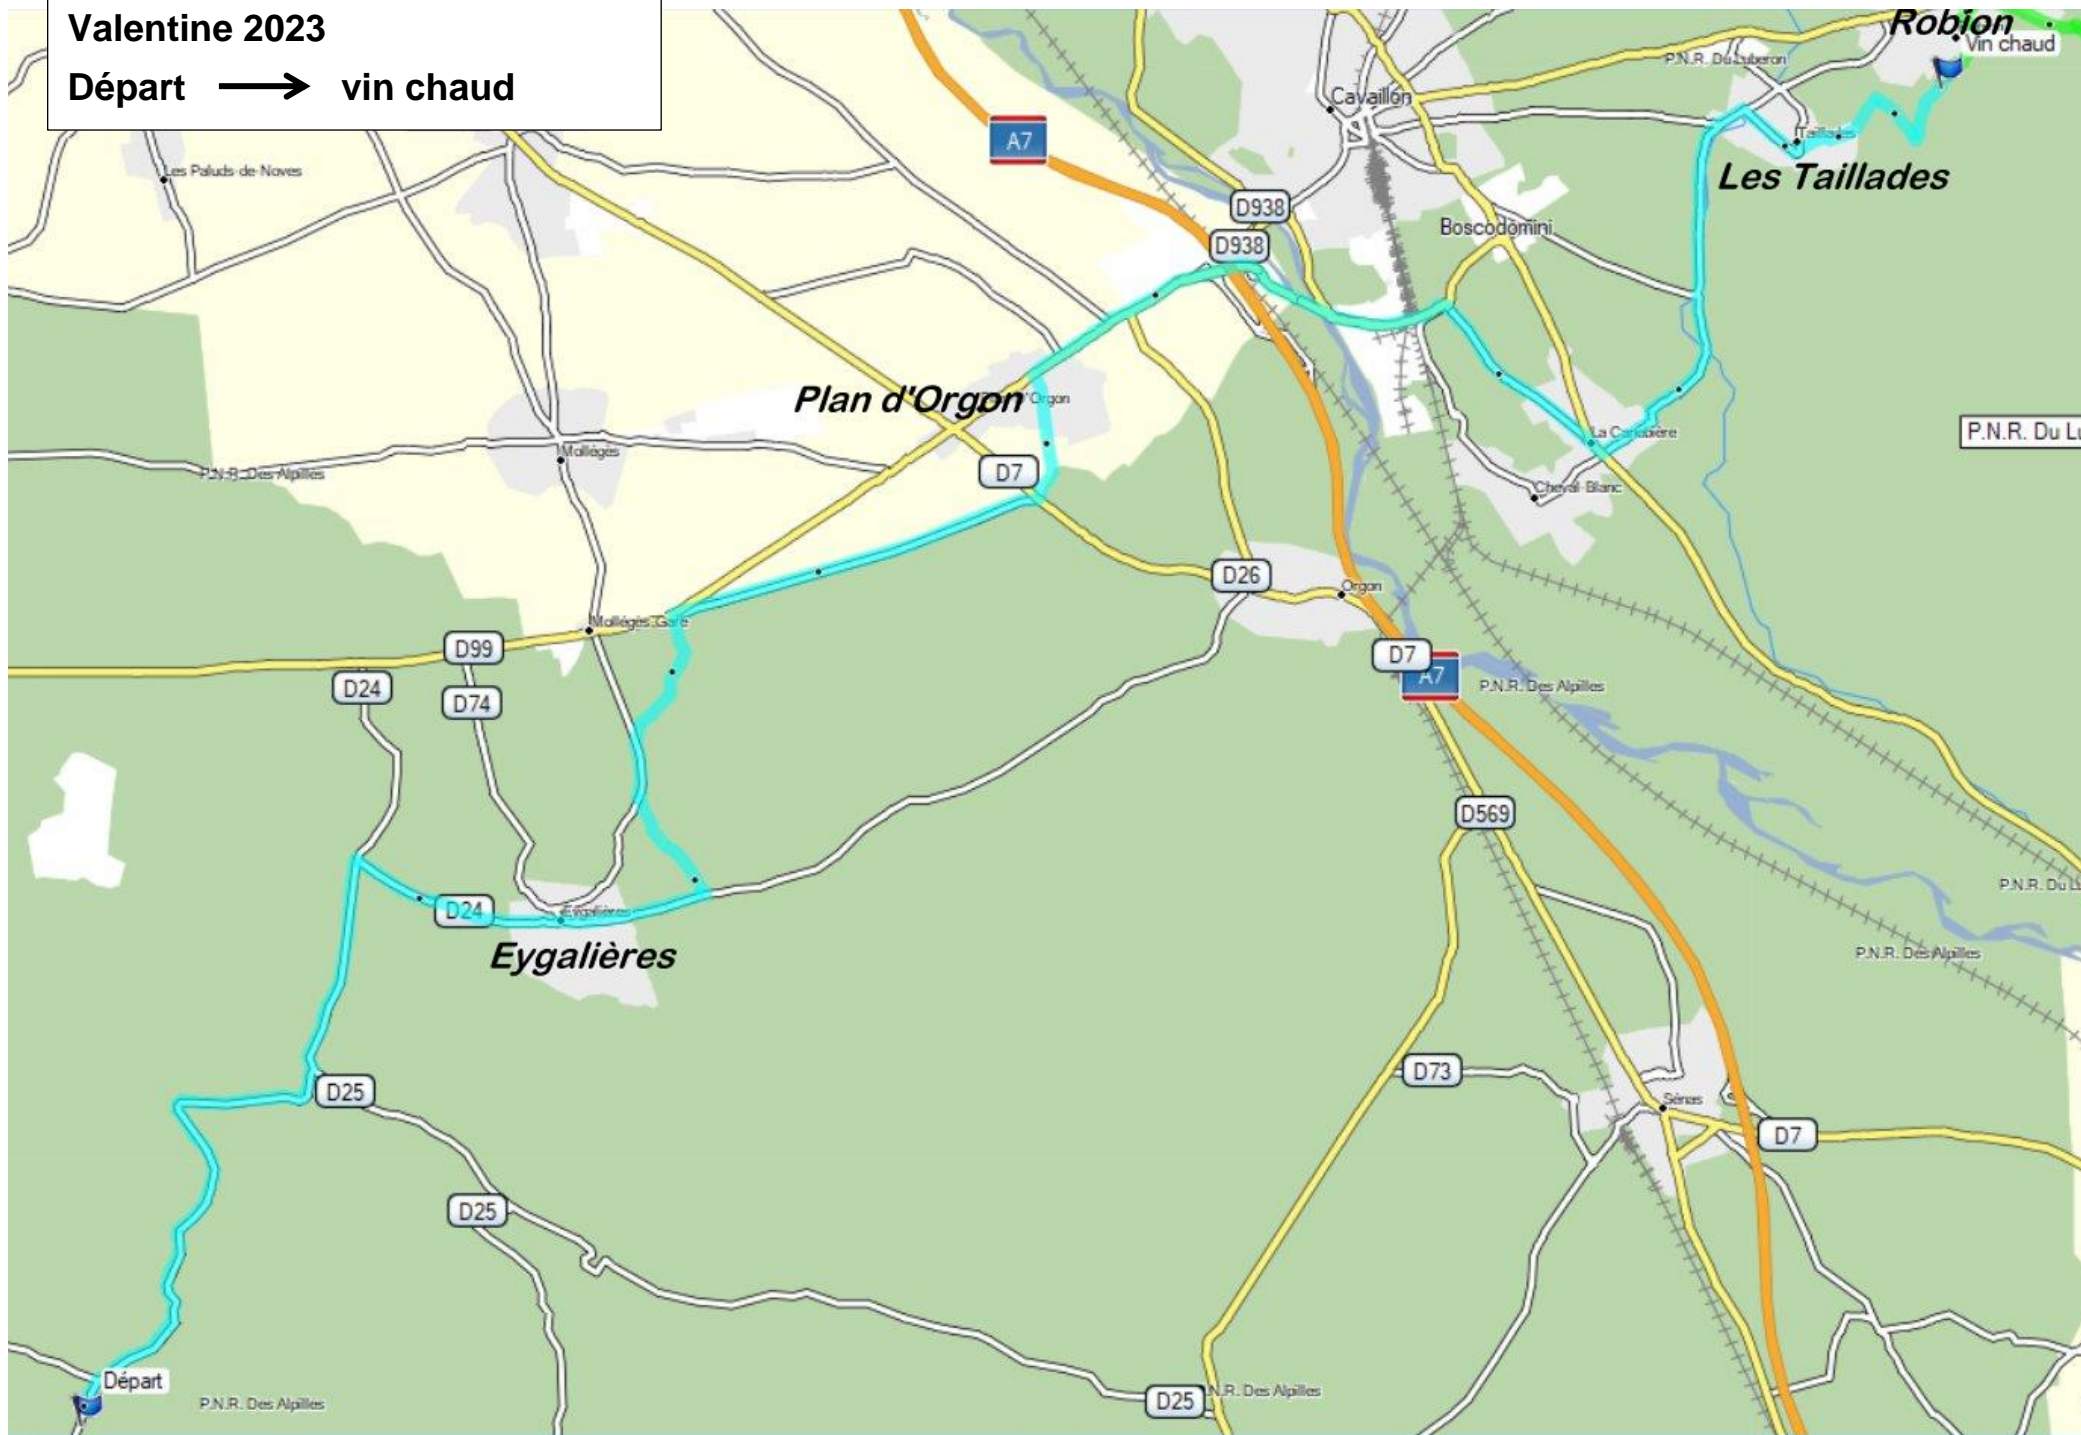 Valentine 2023
Départ → vin chaud
Robion
Vin chaud
P.N.R. Du Luberon
Cavaillon
A7
Taillades
Les Paluds-de-Noves
Les Taillades
D938
Boscodomini
D938
Plan d'Orgon
d'Orgon
La Canebière
P.N.R. Du Lu
Mollégès
P.N.R. Des Alpilles
D7
Cheval-Blanc
D26
Orgon
Mollégès-Gare
D99
D7
A7
D24
P.N.R. Des Alpilles
D74
D569
P.N.R. Du L
D24
Eygalières
Eygalières
P.N.R. Des Alpilles
D73
D25
Sénas
D7
D25
Départ
P.N.R. Des Alpilles
D25
P.N.R. Des Alpilles